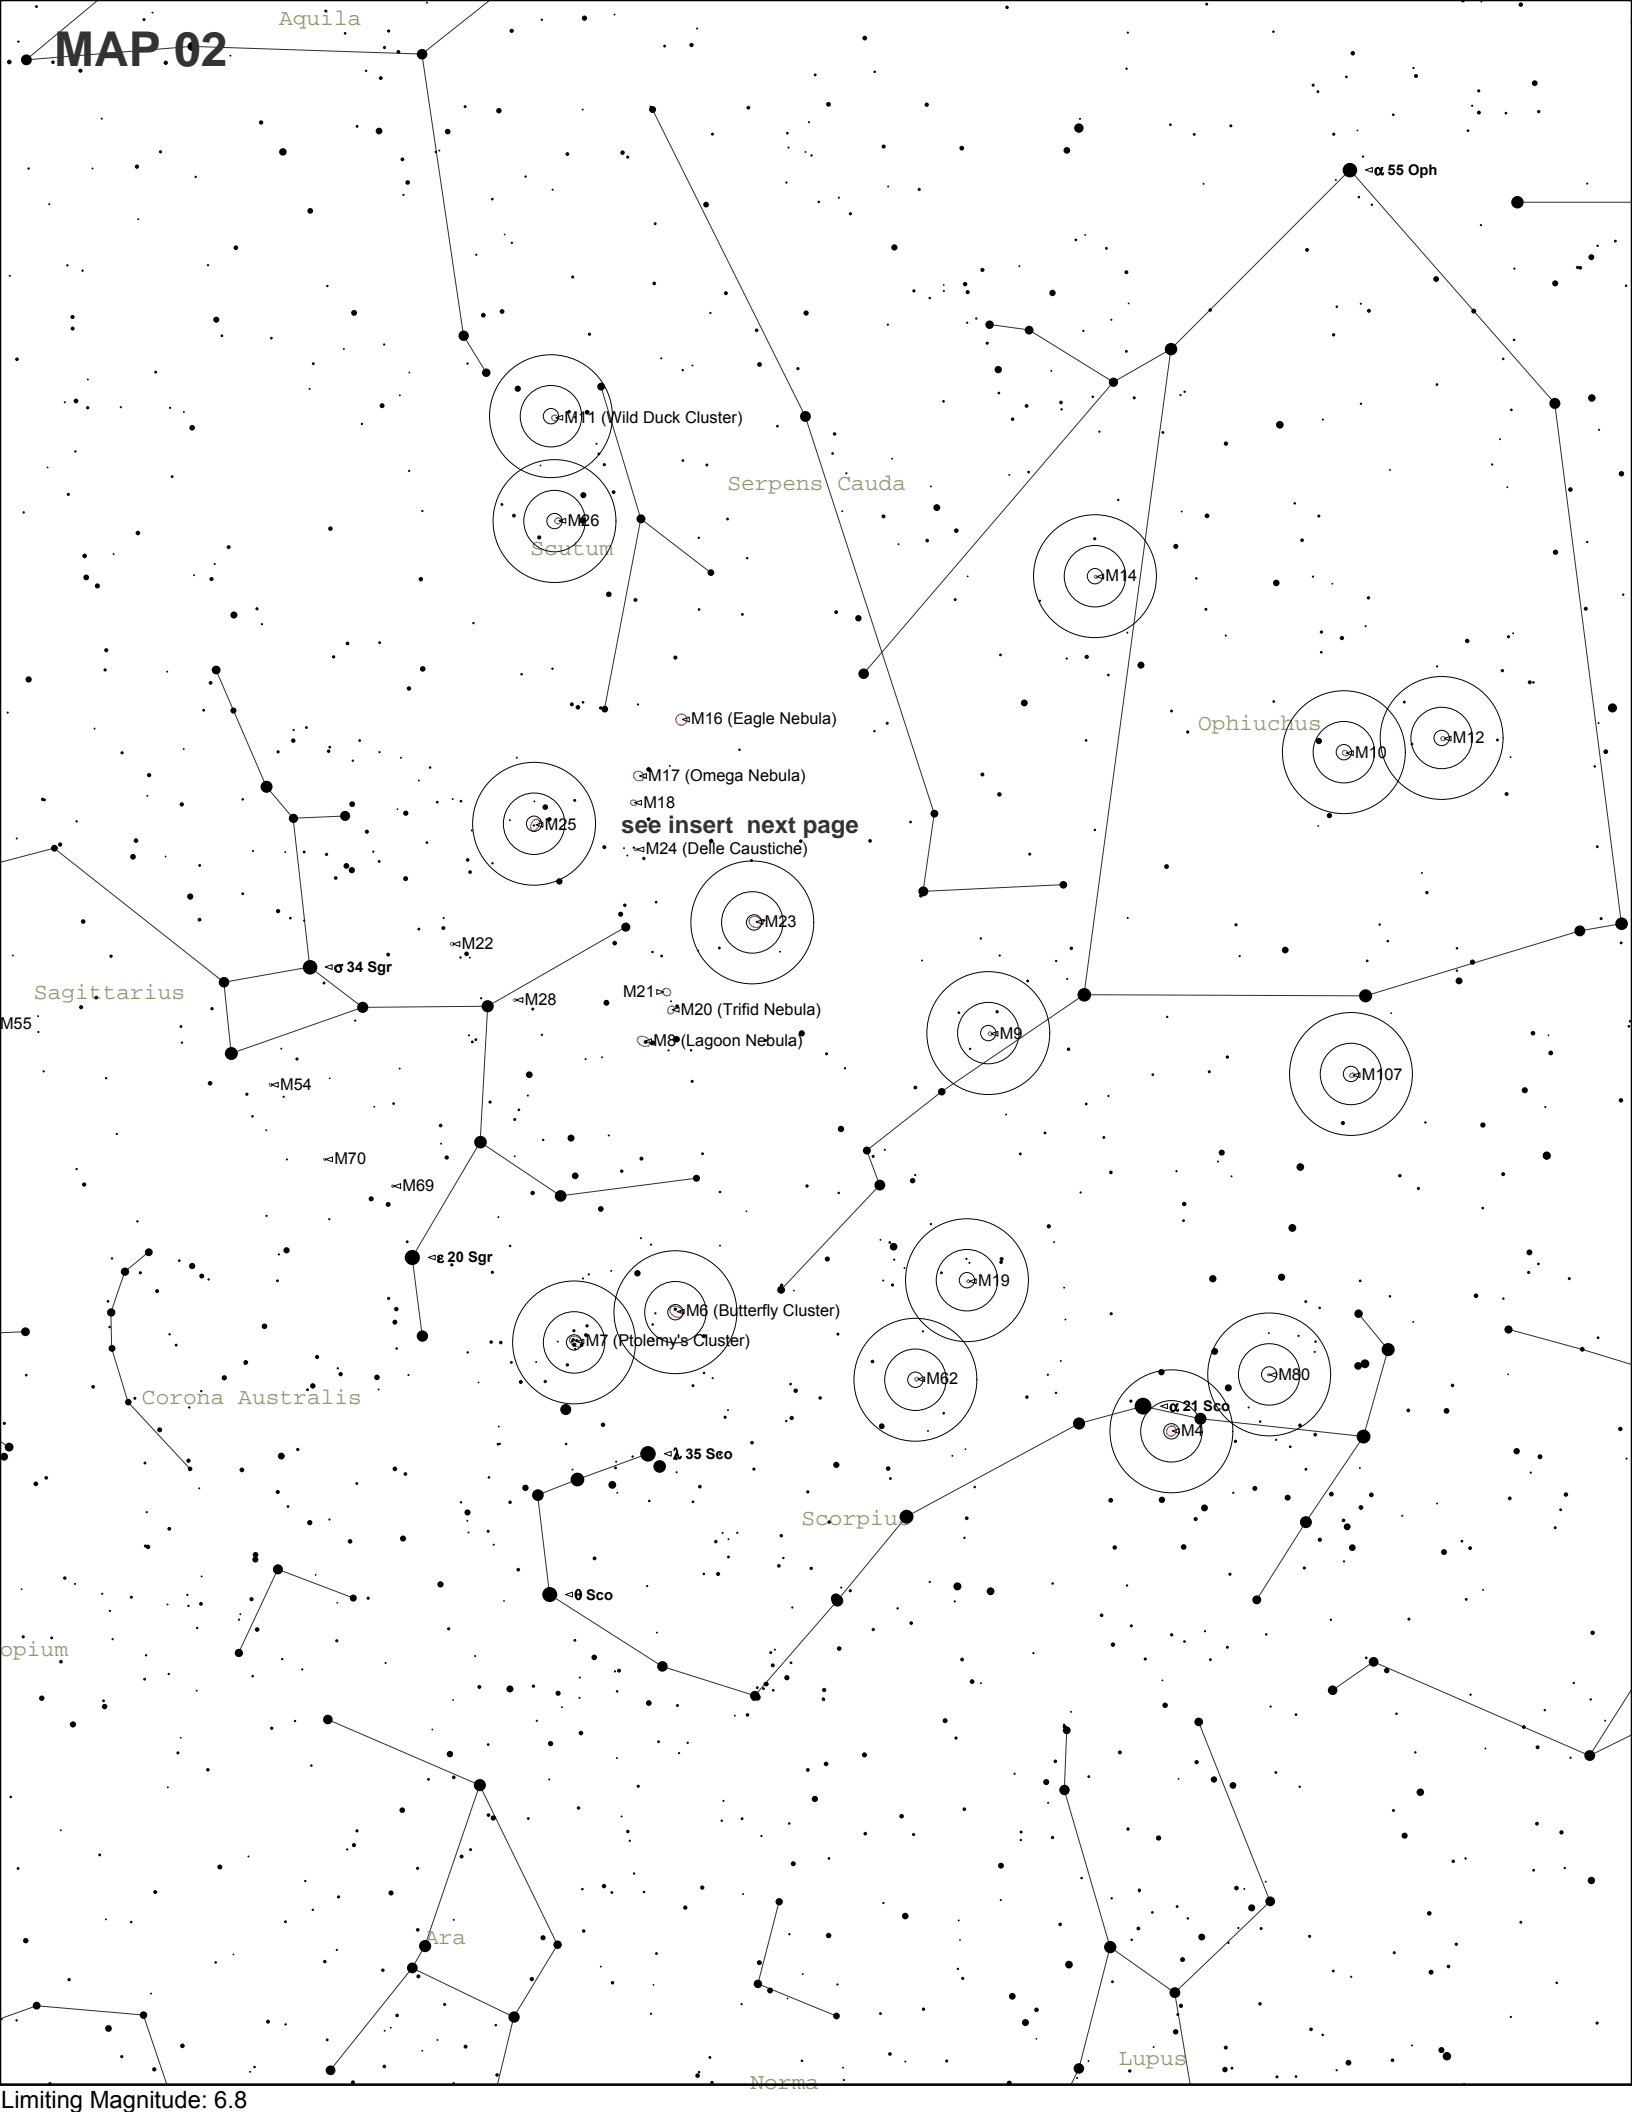 Aquila
MAP 02
◅α 55 Oph
◅M11 (Wild Duck Cluster)
Serpens Cauda
◅M26
Scutum
◅M14
◅M16 (Eagle Nebula)
Ophiuchus
◅M12
◅M10
◅M17 (Omega Nebula)
◅M18
◅M25
see insert next page
◅M24 (Delle Caustiche)
◅M23
◅M22
◅σ 34 Sgr
Sagittarius
M21▻
◅M28
◅M20 (Trifid Nebula)
M55
◅M9
◅M8 (Lagoon Nebula)
◅M107
◅M54
◅M70
◅M69
◅ε 20 Sgr
◅M19
◅M6 (Butterfly Cluster)
◅M7 (Ptolemy's Cluster)
◅M80
◅M62
Corona Australis
◅α 21 Sco
◅M4
◅λ 35 Sco
Scorpius
◅θ Sco
opium
Ara
Lupus
Norma
Limiting Magnitude: 6.8